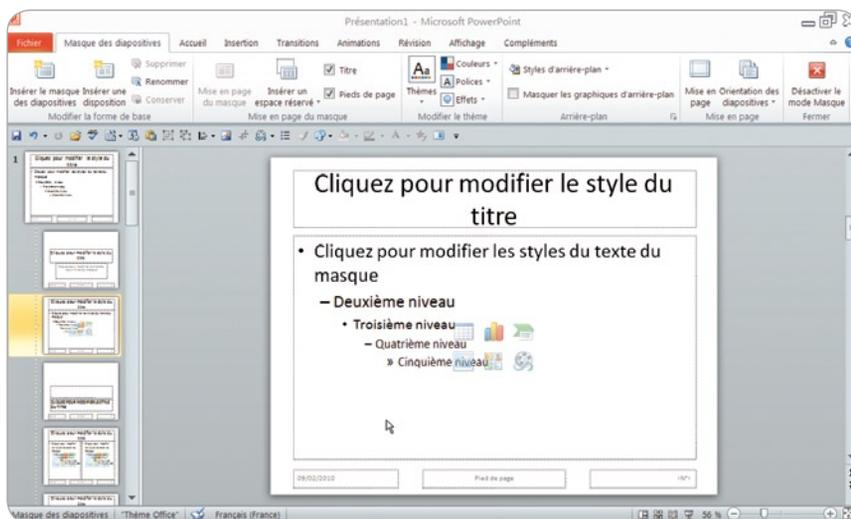 Présentation1 - Microsoft PowerPoint
Fichier Masque des diapositives Accueil Insertion Transitions Animations Révision Affichage Compléments
Insérer le masque des diapositives
Insérer une disposition
Supprimer
Renommer
Conserver
Modifier la forme de base
Mise en page du masque
Insérer un espace réservé
Titre
Pieds de page
Mise en page du masque
Aa
Thèmes
Couleurs
A Polices
Effets
Modifier le thème
Styles d'arrière-plan
Masquer les graphiques d'arrière-plan
Arrière-plan
Mise en page
Orientation des diapositives
Mise en page
Désactiver le mode Masque
Fermer
1
Cliquez pour modifier le style du titre
• Cliquez pour modifier les styles du texte du
masque
– Deuxième niveau
• Troisième niveau
– Quatrième niveau
» Cinquième niveau
09/02/2010 Pied de page ‹N°›
Masque des diapositives "Thème Office" Français (France) 56 %